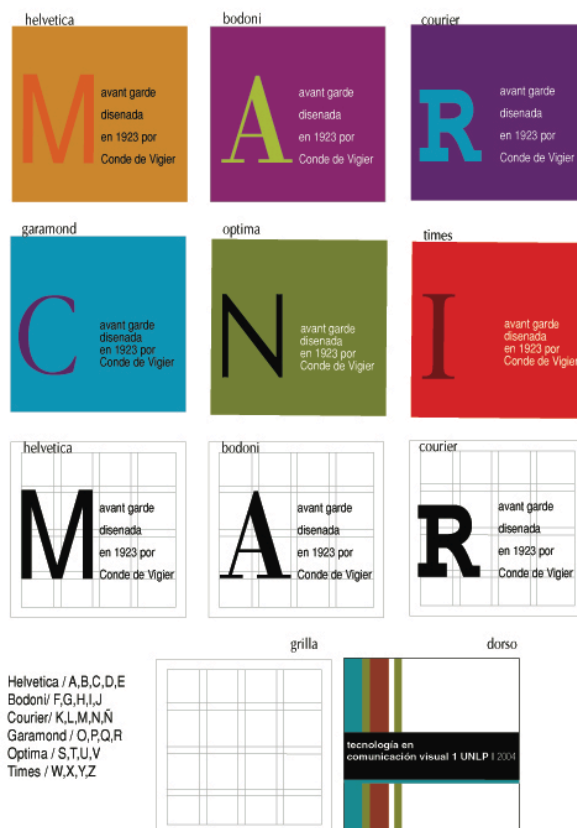 helvetica
bodoni
courier
M
avant garde
disenada
en 1923 por
Conde de Vigier
A
avant garde
disenada
en 1923 por
Conde de Vigier
R
avant garde
disenada
en 1923 por
Conde de Vigier
garamond
optima
times
C
avant garde
disenada
en 1923 por
Conde de Vigier
N
avant garde
disenada
en 1923 por
Conde de Vigier
I
avant garde
disenada
en 1923 por
Conde de Vigier
helvetica
bodoni
courier
M
avant garde
disenada
en 1923 por
Conde de Vigier
A
avant garde
disenada
en 1923 por
Conde de Vigier
R
avant garde
disenada
en 1923 por
Conde de Vigier
grilla
dorso
Helvetica / A,B,C,D,E
Bodoni/ F,G,H,I,J
Courier/ K,L,M,N,Ñ
Garamond / O,P,Q,R
Optima / S,T,U,V
Times / W,X,Y,Z
tecnología en
comunicación visual 1 UNLP I 2004